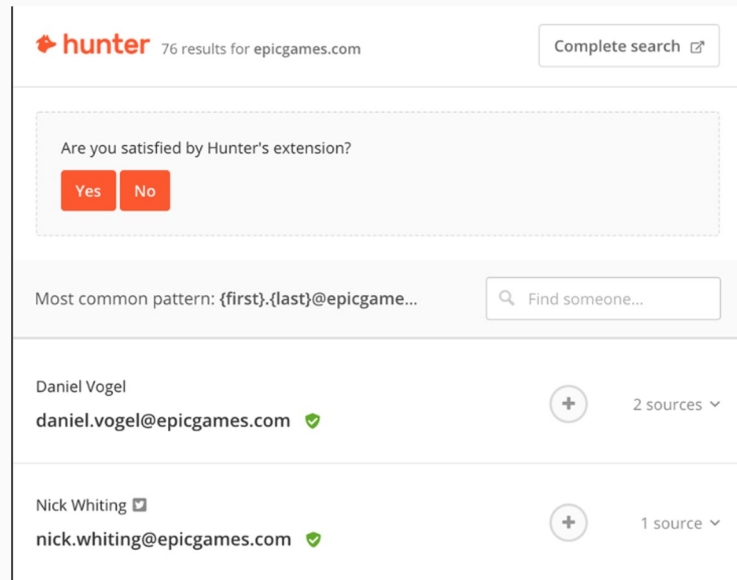 hunter 76 results for epicgames.com
Complete search
Are you satisfied by Hunter's extension?
Yes No
Most common pattern: {first}.{last}@epicgame...
Find someone...
Daniel Vogel
daniel.vogel@epicgames.com
2 sources
Nick Whiting
nick.whiting@epicgames.com
1 source